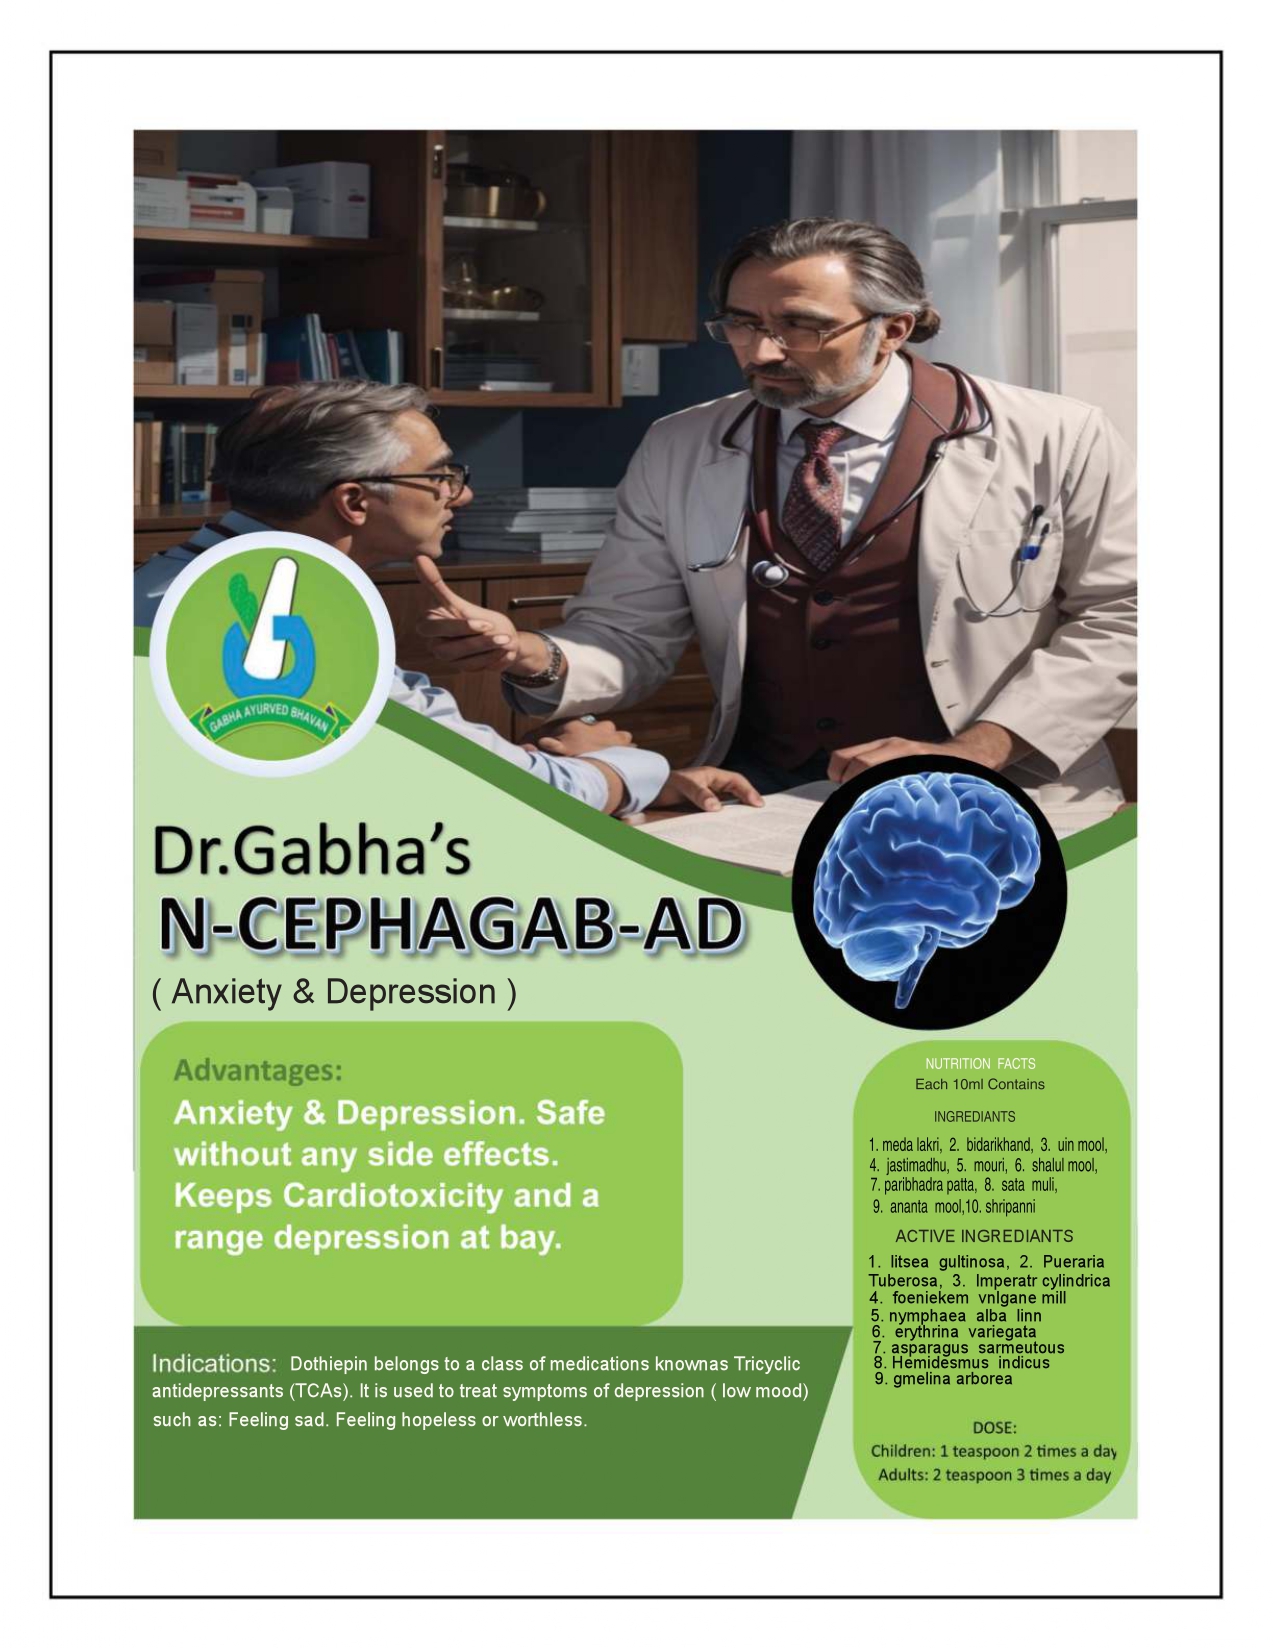 GABHA AYURVED BHAVAN
Dr.Gabha's
N-CEPHAGAB-AD
( Anxiety & Depression )
Advantages:
Anxiety & Depression. Safe
without any side effects.
Keeps Cardiotoxicity and a
range depression at bay.
Indications: Dothiepin belongs to a class of medications knownas Tricyclic
antidepressants (TCAs). It is used to treat symptoms of depression ( low mood)
such as: Feeling sad. Feeling hopeless or worthless.
NUTRITION FACTS
Each 10ml Contains
INGREDIANTS
1. meda lakri, 2. bidarikhand, 3. uin mool,
4. jastimadhu, 5. mouri, 6. shalul mool,
7. paribhadra patta, 8. sata muli,
9. ananta mool,10. shripanni
ACTIVE INGREDIANTS
1. litsea gultinosa, 2. Pueraria
Tuberosa, 3. Imperatr cylindrica
4. foeniekem vnlgane mill
5. nymphaea alba linn
6. erythrina variegata
7. asparagus sarmeutous
8. Hemidesmus indicus
9. gmelina arborea
DOSE:
Children: 1 teaspoon 2 times a day
Adults: 2 teaspoon 3 times a day